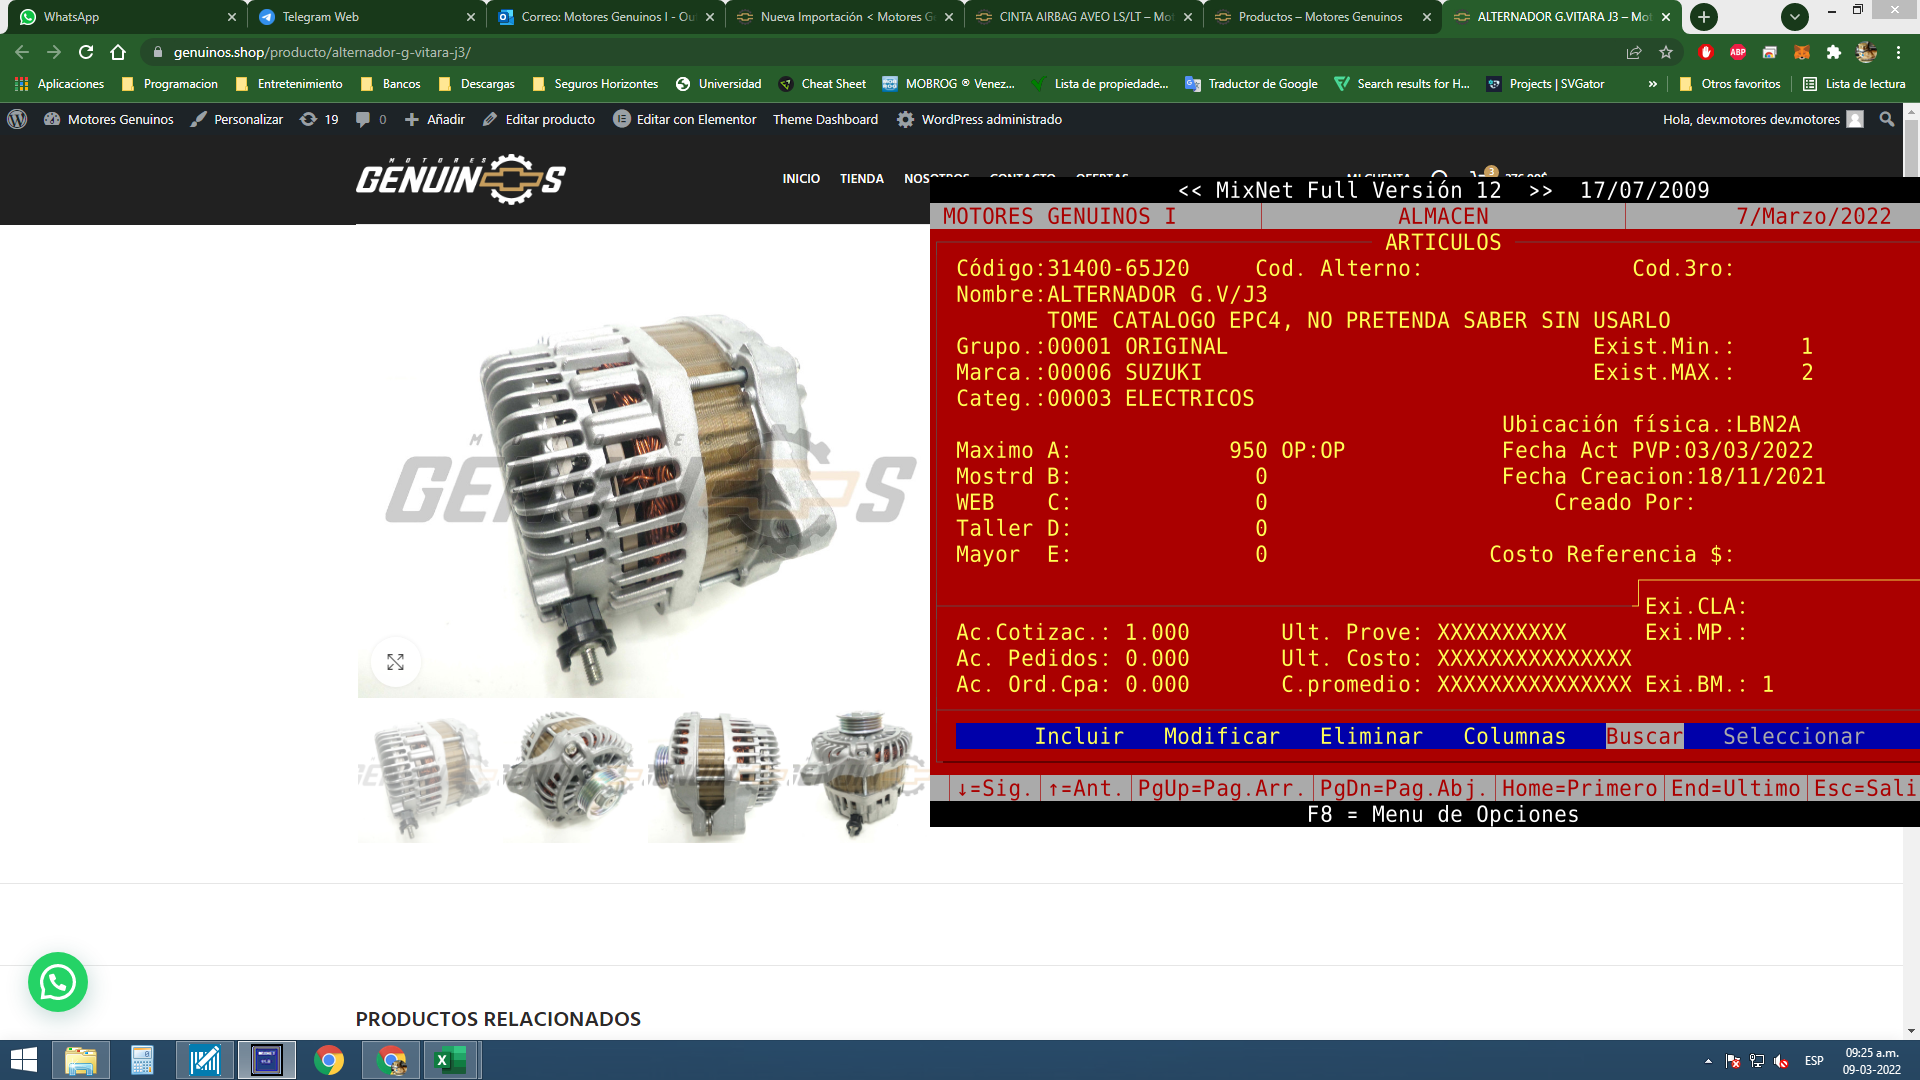 WhatsApp
Telegram Web
Correo: Motores Genuinos I - Ou
Nueva Importación < Motores G
CINTA AIRBAG AVEO LS/LT – Mo
Productos – Motores Genuinos
ALTERNADOR G.VITARA J3 – Mo
genuinos.shop/producto/alternador-g-vitara-j3/
ABP
Aplicaciones
Programacion
Entretenimiento
Bancos
Descargas
Seguros Horizontes
Universidad
Cheat Sheet
MOBROG ® Venez...
Lista de propiedade...
Traductor de Google
Search results for H...
Projects | SVGator
»
Otros favoritos
Lista de lectura
Motores Genuinos
Personalizar
19
0
Añadir
Editar producto
Editar con Elementor
Theme Dashboard
WordPress administrado
Hola, dev.motores dev.motores
MOTORES
GENUINOS
INICIO
TIENDA
NOSOTROS
CONTACTO
OFERTAS
MI CUENTA
3
<< MixNet Full Versión 12 >> 17/07/2009
MOTORES GENUINOS I ALMACEN 7/Marzo/2022
ARTICULOS
Código:31400-65J20 Cod. Alterno: Cod.3ro:
Nombre:ALTERNADOR G.V/J3
TOME CATALOGO EPC4, NO PRETENDA SABER SIN USARLO
Grupo.:00001 ORIGINAL Exist.Min.: 1
Marca.:00006 SUZUKI Exist.MAX.: 2
Categ.:00003 ELECTRICOS
Ubicación física.:LBN2A
Maximo A: 950 OP:OP Fecha Act PVP:03/03/2022
Mostrd B: 0 Fecha Creacion:18/11/2021
WEB C: 0 Creado Por:
Taller D: 0
Mayor E: 0 Costo Referencia $:
Exi.CLA:
Ac.Cotizac.: 1.000 Ult. Prove: XXXXXXXXXX Exi.MP.:
Ac. Pedidos: 0.000 Ult. Costo: XXXXXXXXXXXXXXX
Ac. Ord.Cpa: 0.000 C.promedio: XXXXXXXXXXXXXXX Exi.BM.: 1
Incluir Modificar Eliminar Columnas Buscar Seleccionar
↓=Sig. ↑=Ant. PgUp=Pag.Arr. PgDn=Pag.Abj. Home=Primero End=Ultimo Esc=Sali
F8 = Menu de Opciones
MOTORES
GENUINOS
PRODUCTOS RELACIONADOS
ESP
09:25 a.m.
09-03-2022